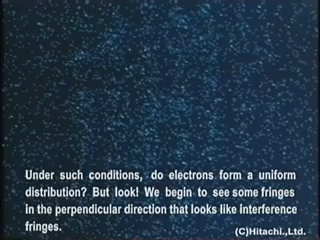 Under such conditions, do electrons form a uniform
distribution? But look! We begin to see some fringes
in the perpendicular direction that looks like Interference
fringes.
(C)Hitachi.,Ltd.